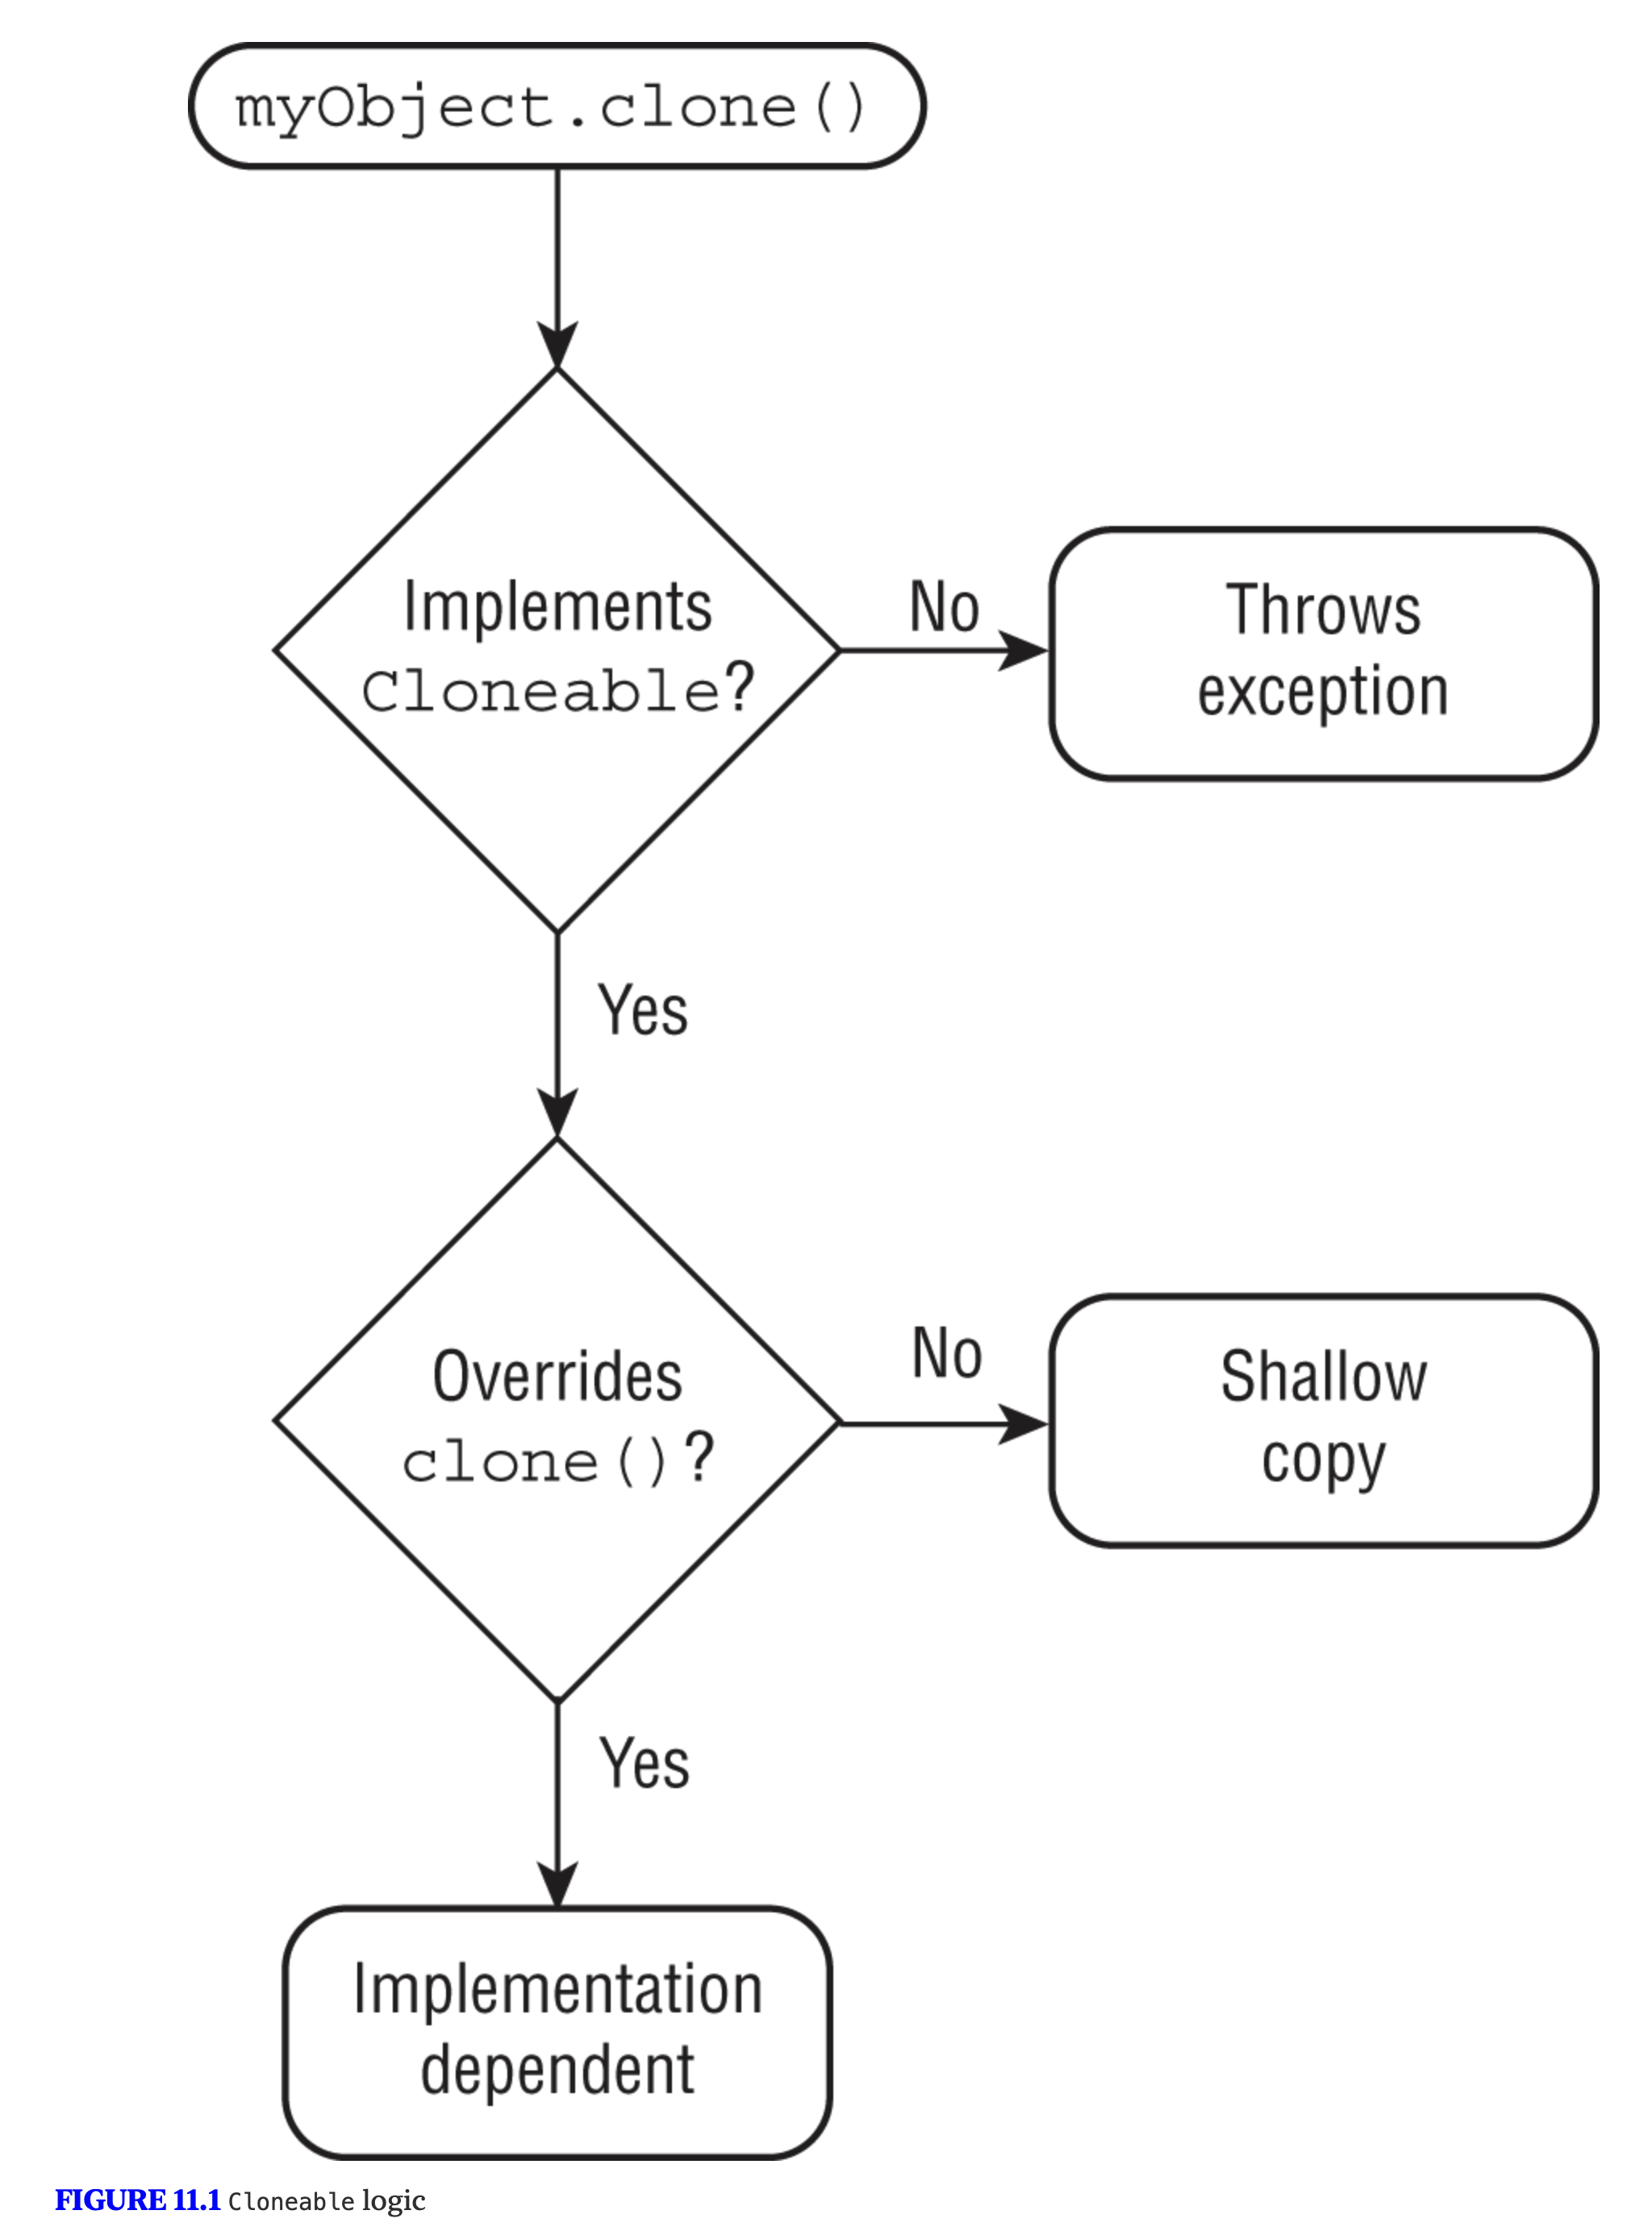 myObject.clone()
Implements
Cloneable?
No
Throws
exception
Yes
Overrides
clone()?
No
Shallow
copy
Yes
Implementation
dependent
FIGURE 11.1 Cloneable logic